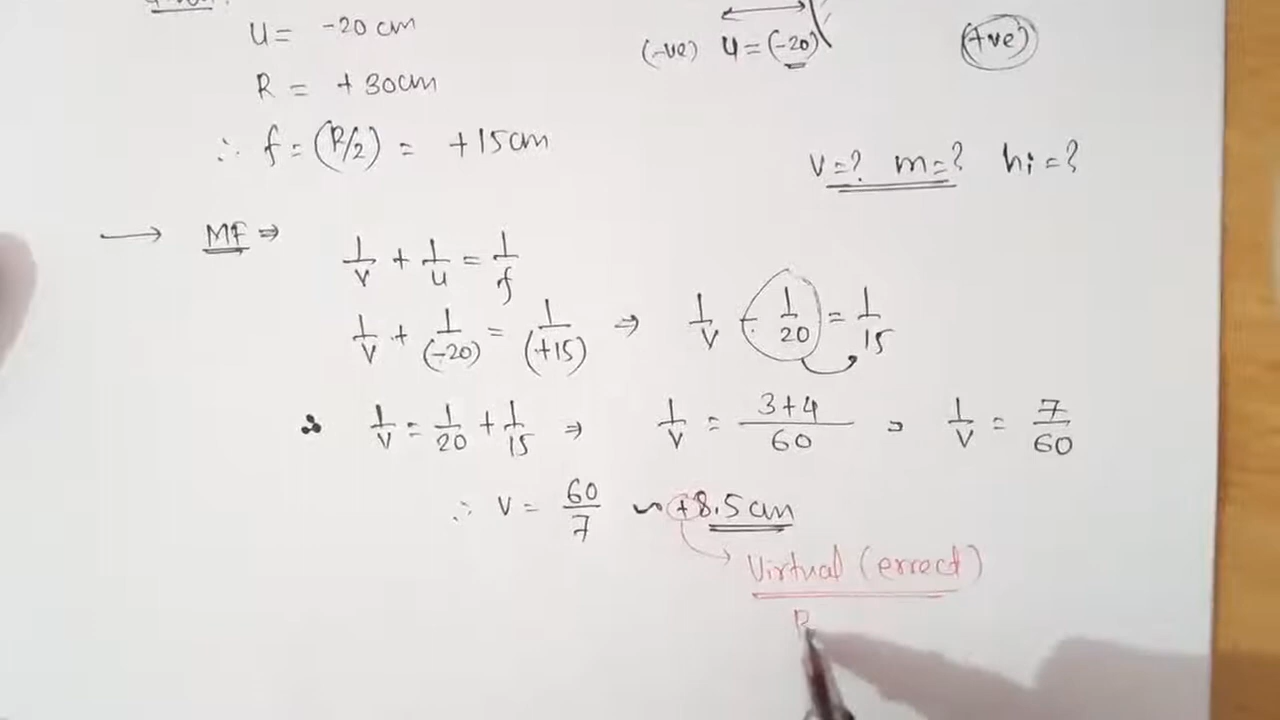 u = -20 cm
(-ve) u = (-20)
(+ve)
R = + 30cm
∴ f = (R/2) = +15cm
v=? m=? hi=?
→ MF ⇒
1/v + 1/u = 1/f
1/v + 1/(-20) = 1/(+15) ⇒ 1/v - 1/20 = 1/15
∴ 1/v = 1/20 + 1/15 ⇒ 1/v = 3+4/60 ⇒ 1/v = 7/60
∴ v = 60/7 ~ +8.5 cm
Virtual (errect)
R